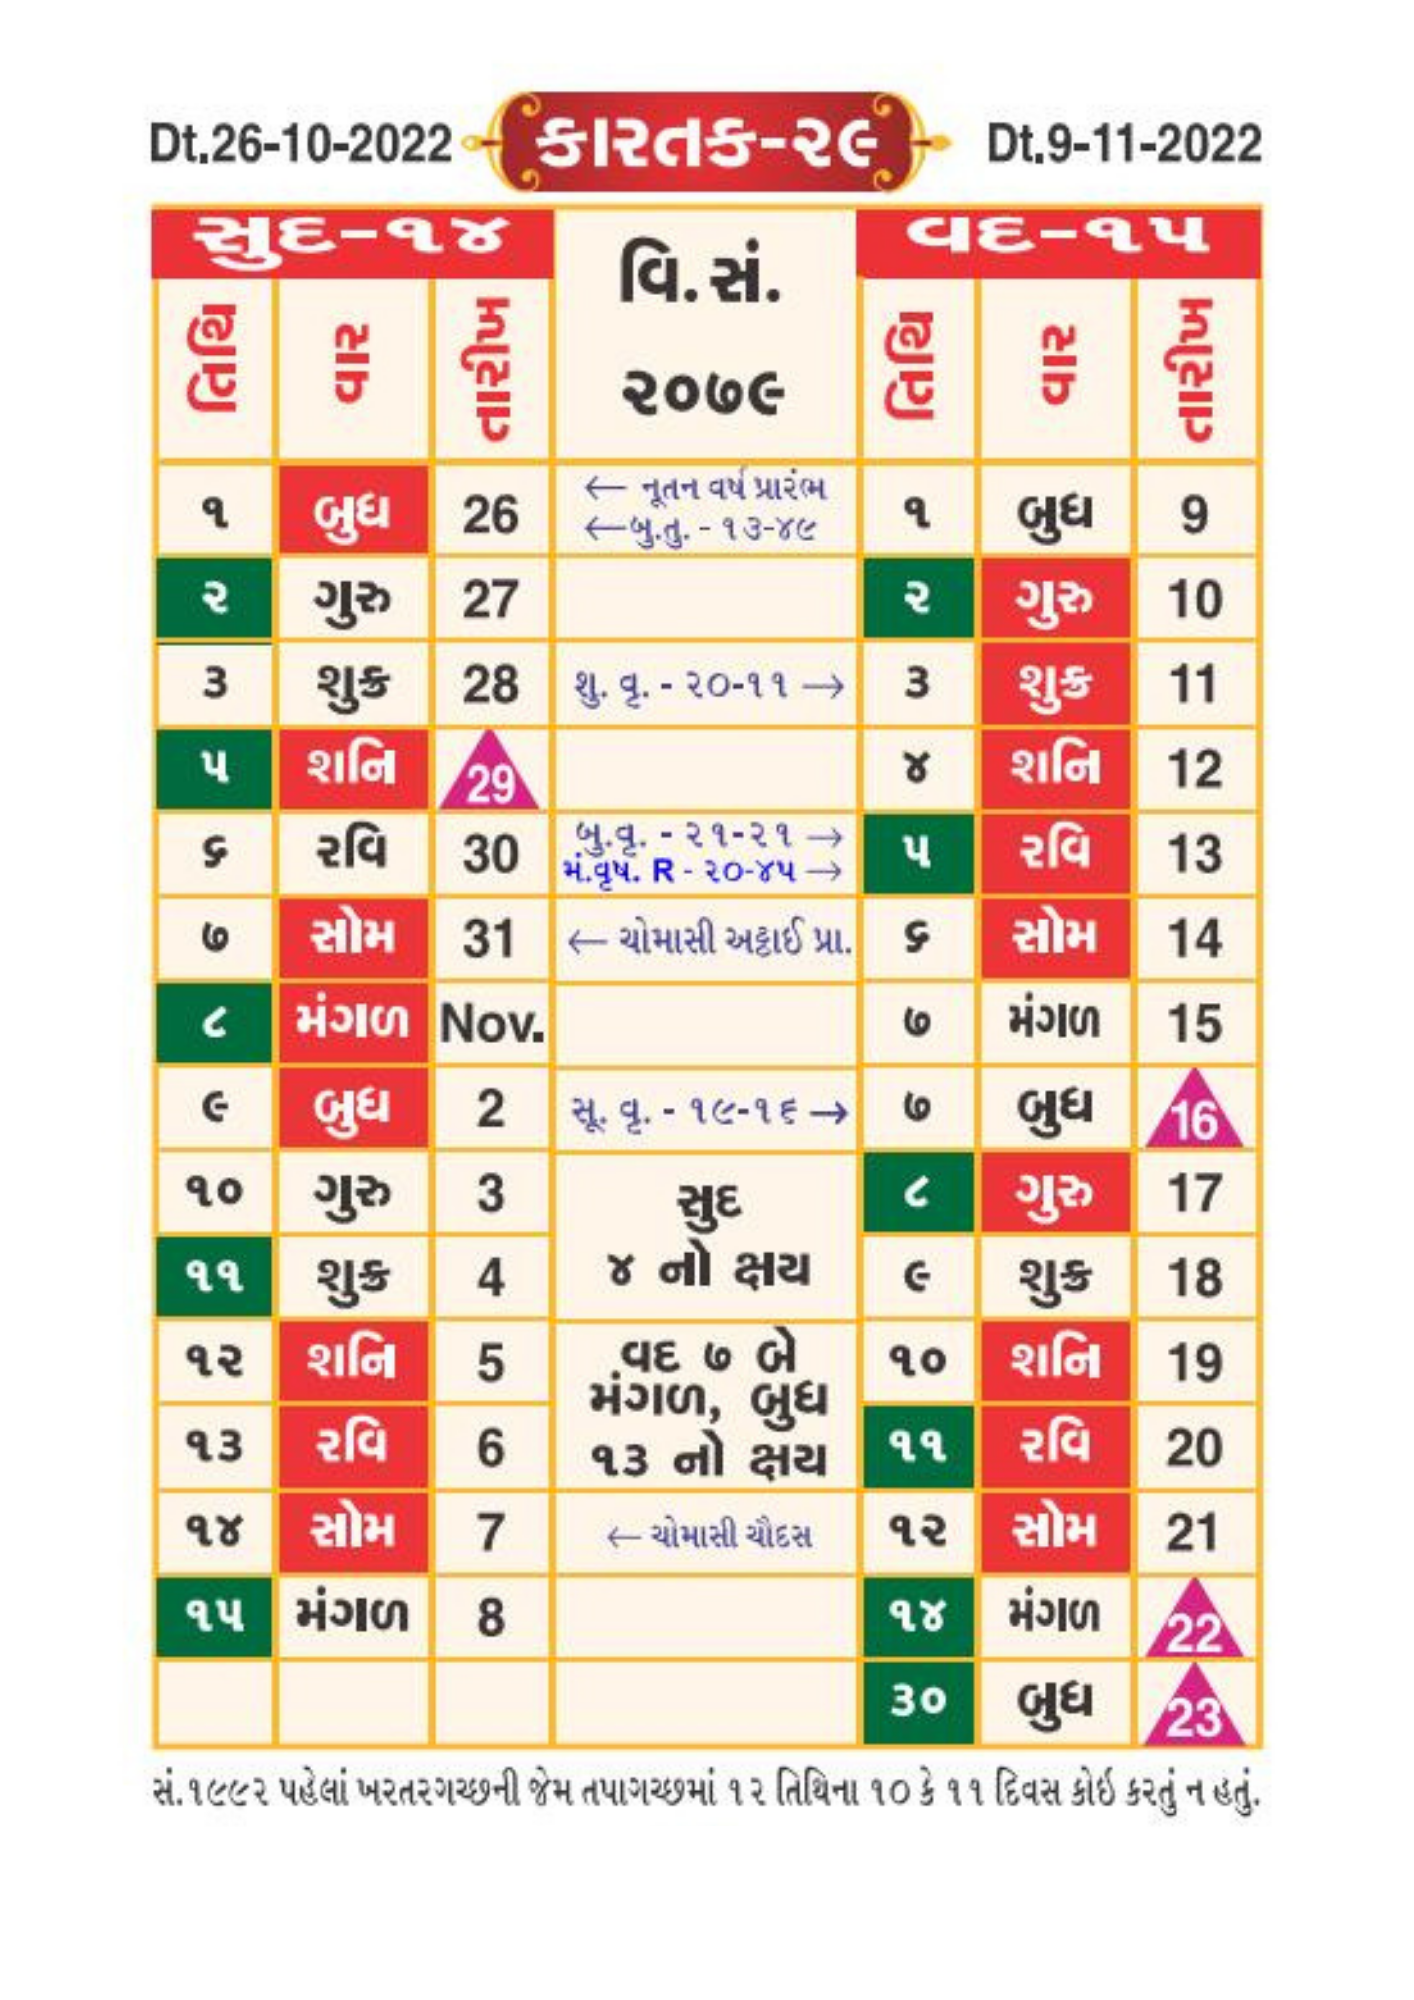 Dt.26-10-2022 કારતક-૨૯ Dt.9-11-2022
સુદ-૧૪ વિ.સં. વદ-૧૫
તિથિ વાર તારીખ ૨૦૭૯ તિથિ વાર તારીખ
૧ બુધ 26 ← નૂતન વર્ષ પ્રારંભ ૧ બુધ 9
←બુ.તુ. - ૧૩-૪૯
૨ ગુરુ 27 ૨ ગુરુ 10
૩ શુક્ર 28 શુ. વૃ. - ૨૦-૧૧ → ૩ શુક્ર 11
૫ શનિ 29 ૪ શનિ 12
૬ રવિ 30 બુ.વૃ. - ૨૧-૨૧ → ૫ રવિ 13
મં.વૃષ. R - ૨૦-૪૫ →
૭ સોમ 31 ← ચોમાસી અટ્ઠાઈ પ્રા. ૬ સોમ 14
૮ મંગળ Nov. ૭ મંગળ 15
૯ બુધ 2 સૂ. વૃ. - ૧૯-૧૬ → ૭ બુધ 16
૧૦ ગુરુ 3 સુદ ૮ ગુરુ 17
૧૧ શુક્ર 4 ૪ નો ક્ષય ૯ શુક્ર 18
૧૨ શનિ 5 વદ ૭ બે ૧૦ શનિ 19
મંગળ, બુધ
૧૩ રવિ 6 ૧૩ નો ક્ષય ૧૧ રવિ 20
૧૪ સોમ 7 ← ચોમાસી ચૌદસ ૧૨ સોમ 21
૧૫ મંગળ 8 ૧૪ મંગળ 22
૩૦ બુધ 23
સં.૧૯૯૨ પહેલાં ખરતરગચ્છની જેમ તપાગચ્છમાં ૧૨ તિથિના ૧૦ કે ૧૧ દિવસ કોઇ કરતું ન હતું.